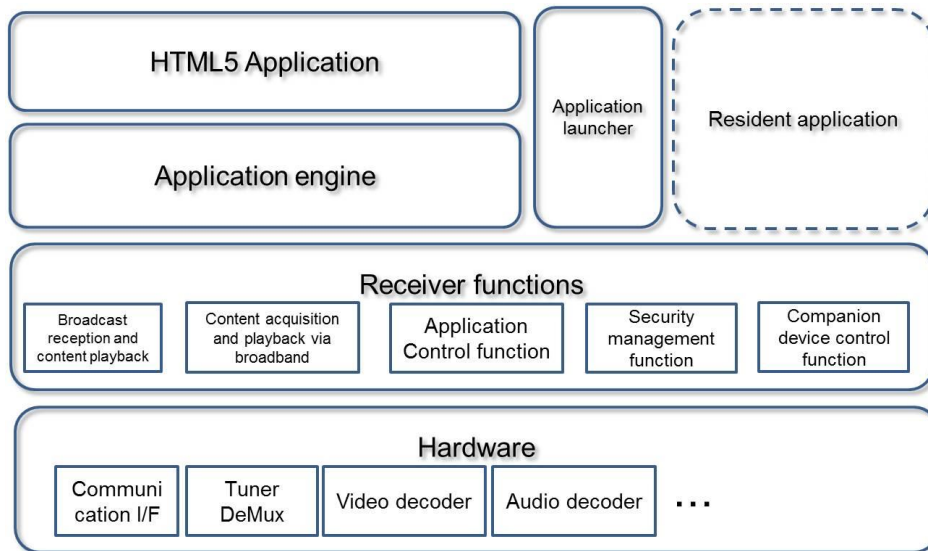 HTML5 Application
Application
launcher
Resident application
Application engine
Receiver functions
Broadcast
reception and
content playback
Content acquisition
and playback via
broadband
Application
Control function
Security
management
function
Companion
device control
function
Hardware
Communi
cation I/F
Tuner
DeMux
Video decoder
Audio decoder
...